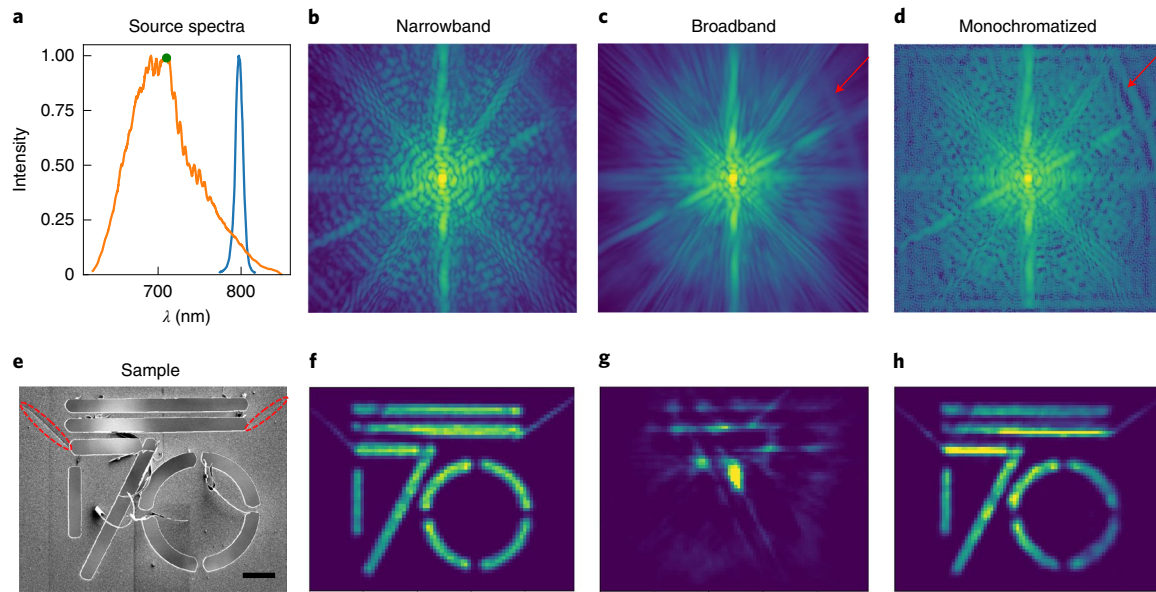 a Source spectra
b Narrowband
c Broadband
d Monochromatized
1.00
0.75
0.50
0.25
0
Intensity
700 800
λ (nm)
e Sample
f
g
h